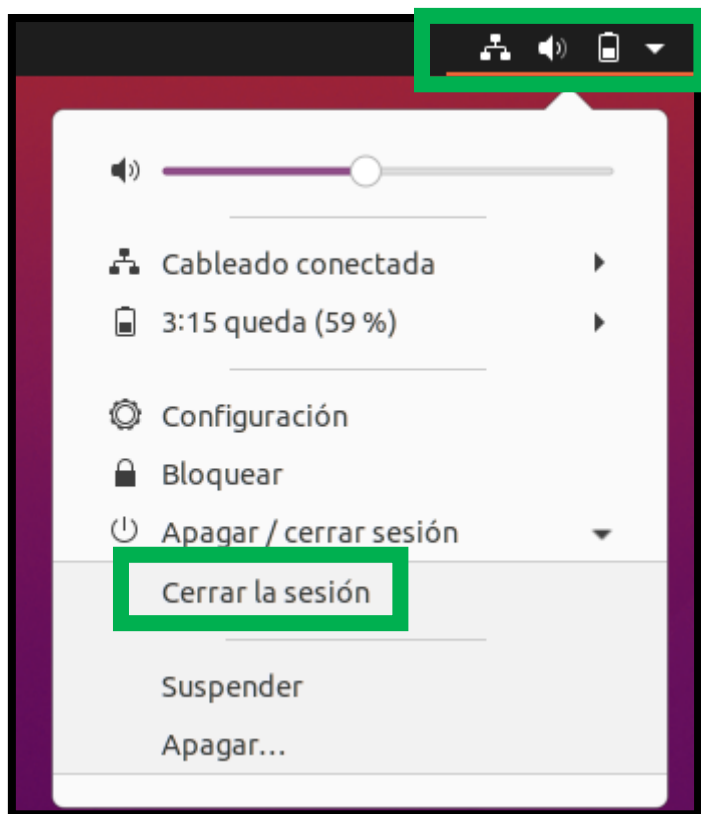 Cableado conectada
3:15 queda (59 %)
Configuración
Bloquear
Apagar / cerrar sesión
Cerrar la sesión
Suspender
Apagar...